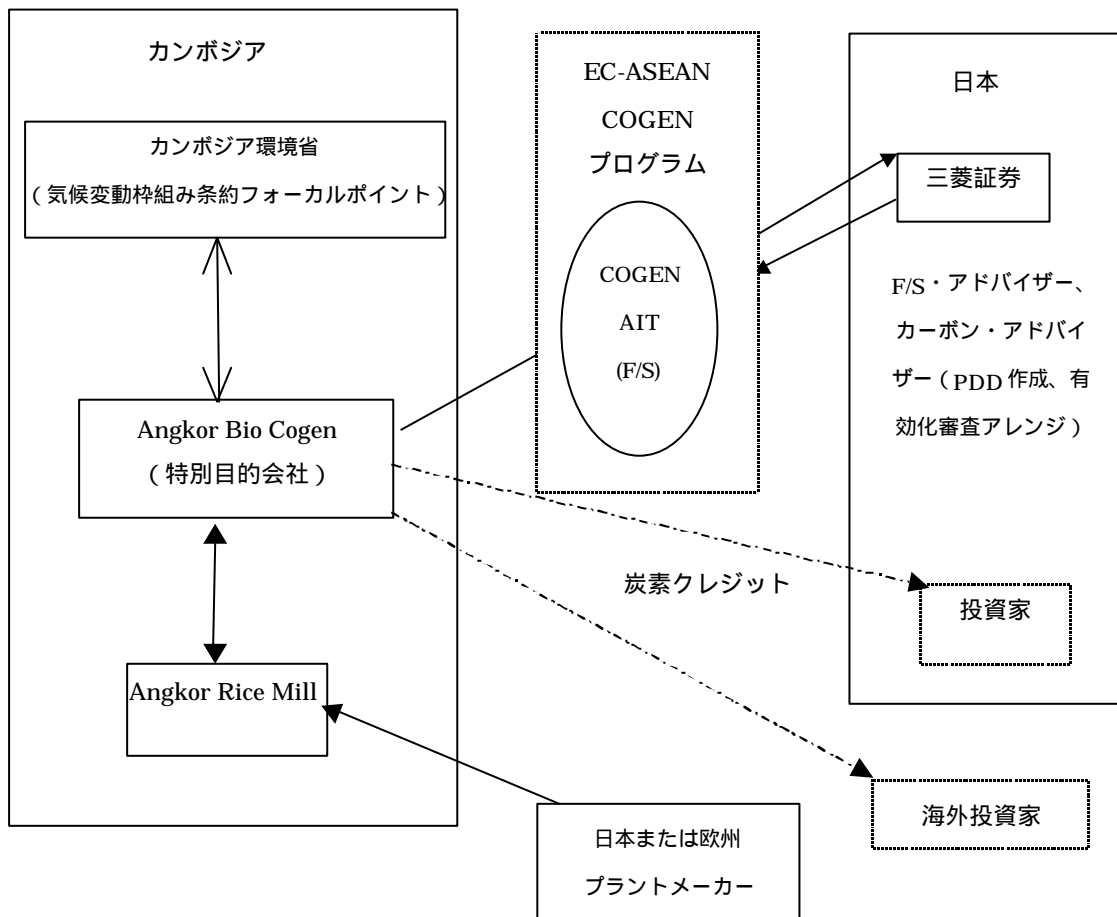 カンボジア
カンボジア環境省
（気候変動枠組み条約フォーカルポイント）
Angkor Bio Cogen
（特別目的会社）
Angkor Rice Mill
EC-ASEAN
COGEN
プログラム
COGEN
AIT
(F/S)
炭素クレジット
日本または欧州
プラントメーカー
日本
三菱証券
F/S・アドバイザー、
カーボン・アドバイ
ザー（PDD 作成、有
効化審査アレンジ）
投資家
海外投資家